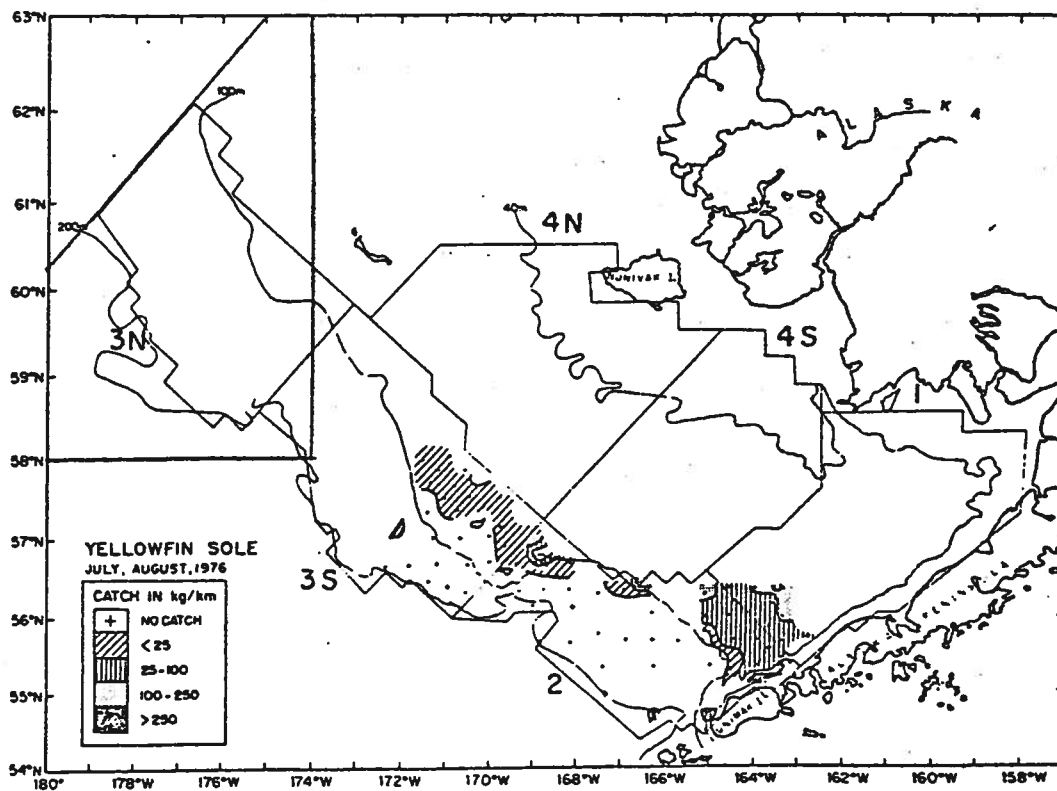 63°N
62°N
61°N
60°N
59°N
58°N
57°N
56°N
55°N
54°N
100m
200m
40m
4N
NUNIVAK I.
4S
3N
1
3S
2
A L S K A
UNIMAK I.
PENINSULA
YELLOWFIN SOLE
JULY, AUGUST, 1976
CATCH IN kg/km
+ NO CATCH
<25
25-100
100-250
>250
180° 178°W 176°W 174°W 172°W 170°W 168°W 166°W 164°W 162°W 160°W 158°W